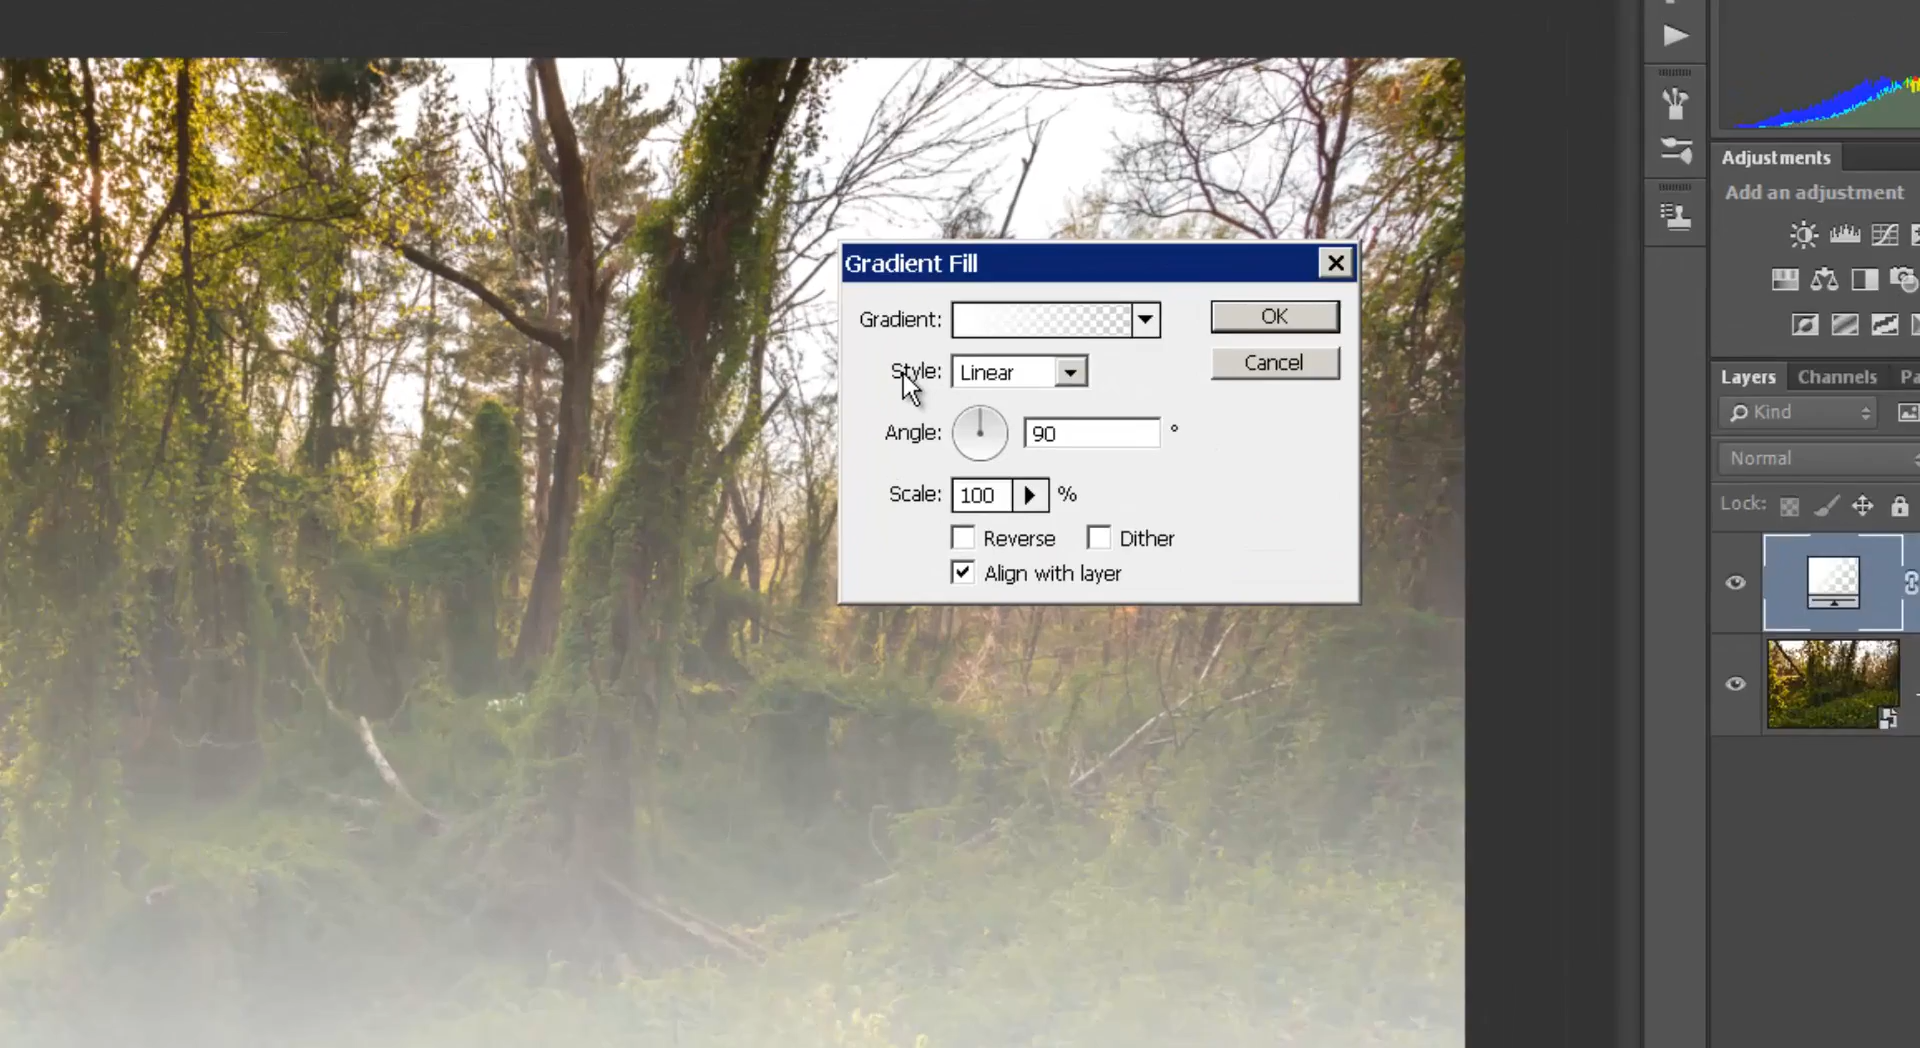 Gradient Fill
Gradient:
OK
Style:
Linear
Cancel
Angle:
90
°
Scale:
100
%
Reverse
Dither
Align with layer
Adjustments
Add an adjustment
Layers
Channels
Kind
Normal
Lock: